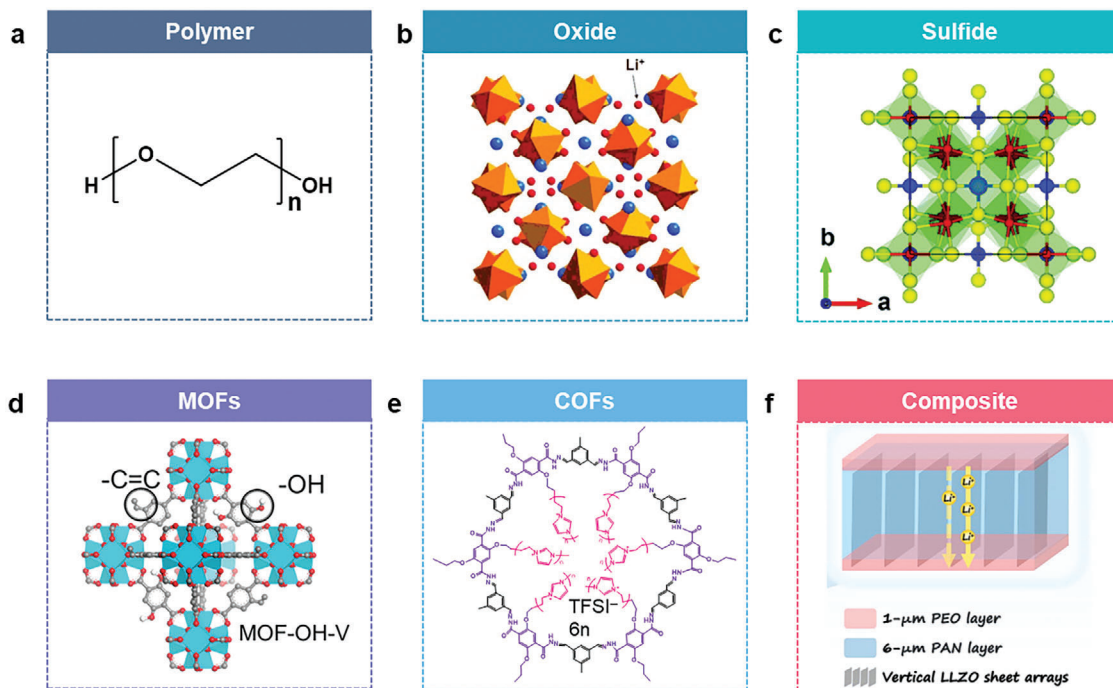 a
Polymer
H
O
OH
n
b
Oxide
Li⁺
c
Sulfide
b
a
d
MOFs
-C=C
-OH
MOF-OH-V
e
COFs
TFSI⁻
6n
f
Composite
Li⁺
Li⁺
Li⁺
Li⁺
1-μm PEO layer
6-μm PAN layer
Vertical LLZO sheet arrays